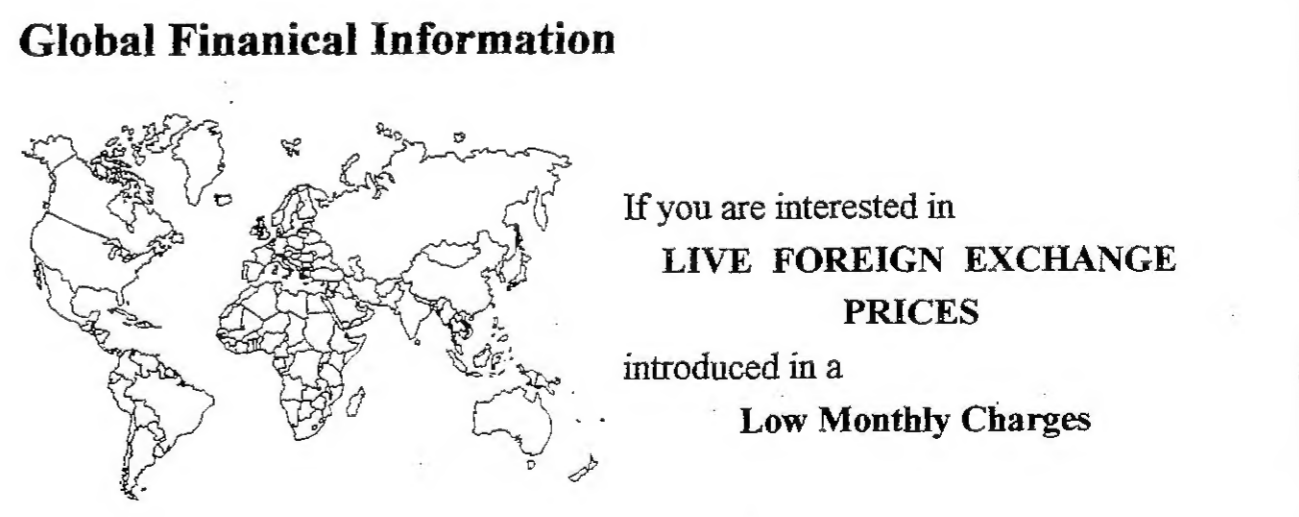 Global Finanical Information
If you are interested in
LIVE FOREIGN EXCHANGE
PRICES
introduced in a
Low Monthly Charges